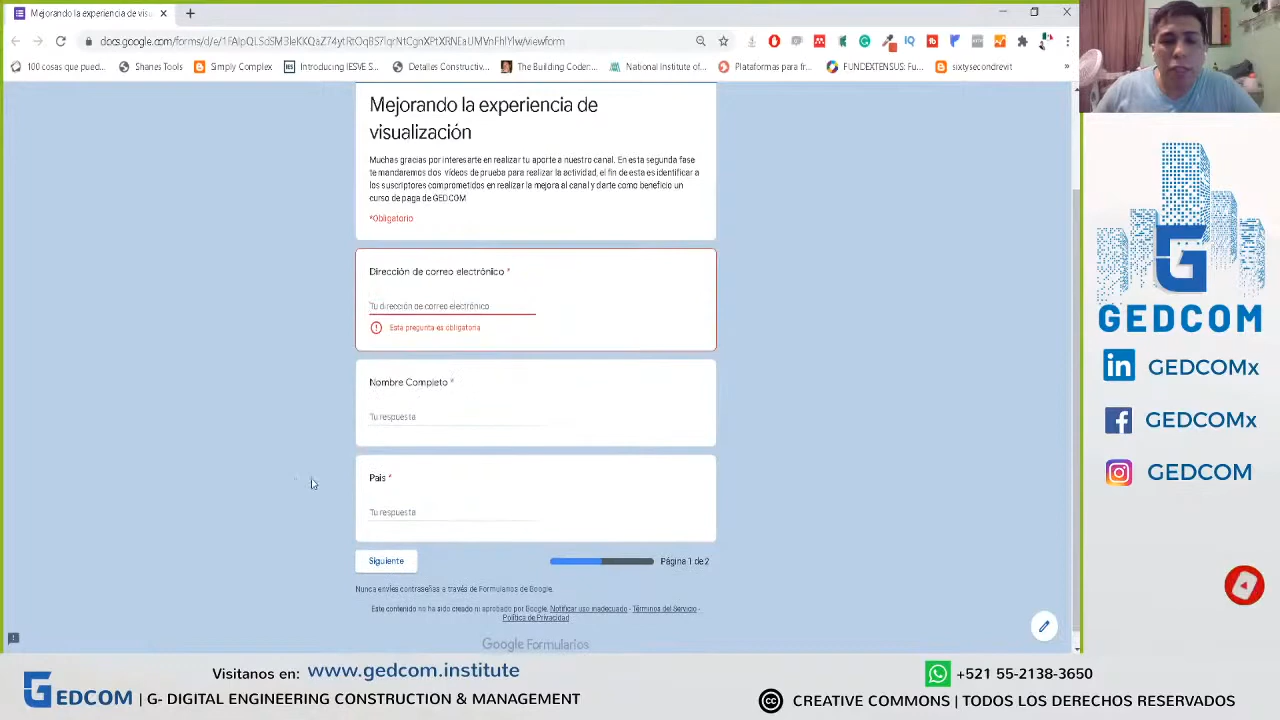 Mejorando la experiencia de visu
docs.google.com/forms/d/e/
100 cosas que pued...
Shanes Tools
Simply Complex
IES
Introducing IESVE S...
Detalles Constructiv...
The Building Coder:...
National Institute of...
Plataformas para fr...
FUNDEXTENSUS: Fu...
sixtysecondrevit
»
Mejorando la experiencia de
visualización
Muchas gracias por interesarte en realizar tu aporte a nuestro canal. En esta segunda fase
te mandaremos dos vídeos de prueba para realizar la actividad, el fin de esta es identificar a
los suscriptores comprometidos en realizar la mejora al canal y darte como beneficio un
curso de paga de GEDCOM
*Obligatorio
Dirección de correo electrónico *
Tu dirección de correo electrónico
Esta pregunta es obligatoria
Nombre Completo *
Tu respuesta
País *
Tu respuesta
Siguiente
Página 1 de 2
Nunca envíes contraseñas a través de Formularios de Google.
Este contenido no ha sido creado ni aprobado por Google. Notificar uso inadecuado - Términos del Servicio -
Política de Privacidad
Google Formularios
GEDCOM
in GEDCOMx
GEDCOMx
GEDCOM
Visitanos en: www.gedcom.institute
GEDCOM | G- DIGITAL ENGINEERING CONSTRUCTION & MANAGEMENT
+521 55-2138-3650
cc CREATIVE COMMONS | TODOS LOS DERECHOS RESERVADOS